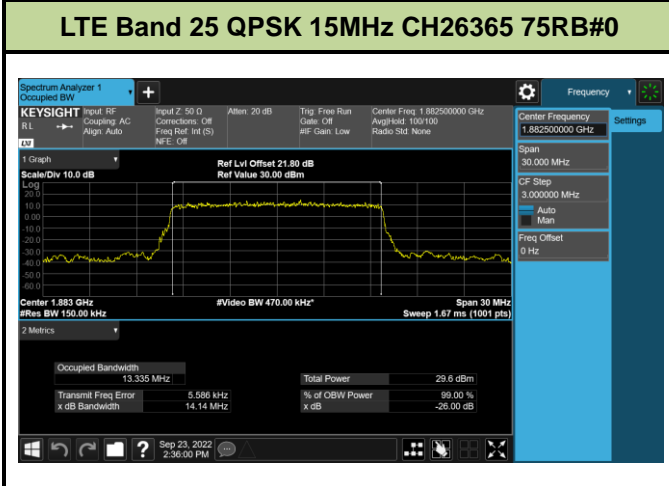 LTE Band 25 QPSK 15MHz CH26365 75RB#0
Spectrum Analyzer 1
Occupied BW
+
Frequency
KEYSIGHT
RL
LXI
Input: RF
Coupling: AC
Align: Auto
Input Z: 50 Ω
Corrections: Off
Freq Ref: Int (S)
NFE: Off
Atten: 20 dB
Trig: Free Run
Gate: Off
#IF Gain: Low
Center Freq: 1.882500000 GHz
Avg|Hold: 100/100
Radio Std: None
Center Frequency
1.882500000 GHz
Settings
Span
30.000 MHz
CF Step
3.000000 MHz
Auto
Man
Freq Offset
0 Hz
1 Graph
Scale/Div 10.0 dB
Ref Lvl Offset 21.80 dB
Ref Value 30.00 dBm
Log
20.0
10.0
0.00
-10.0
-20.0
-30.0
-40.0
-50.0
-60.0
Center 1.883 GHz
#Video BW 470.00 kHz*
Span 30 MHz
#Res BW 150.00 kHz
Sweep 1.67 ms (1001 pts)
2 Metrics
Occupied Bandwidth
13.335 MHz
Total Power 29.6 dBm
Transmit Freq Error 5.586 kHz
% of OBW Power 99.00 %
x dB Bandwidth 14.14 MHz
x dB -26.00 dB
?
Sep 23, 2022
2:36:00 PM